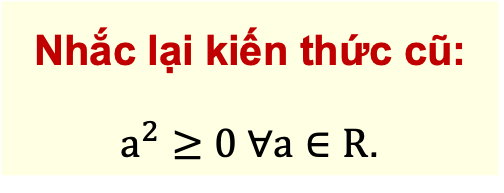 Nhắc lại kiến thức cũ:
a² ≥ 0 ∀a ∈ R.